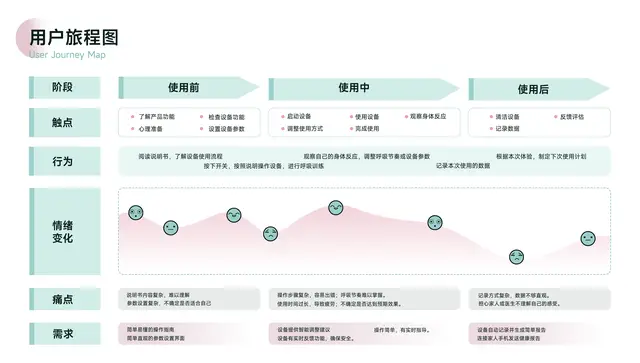 用户旅程图
User Journey Map
阶段
使用前
使用中
使用后
触点
了解产品功能
检查设备功能
心理准备
设置设备参数
启动设备
使用设备
观察身体反应
调整使用方式
完成使用
清洁设备
反馈评估
记录数据
行为
阅读说明书，了解设备使用流程
按下开关，按照说明操作设备，进行呼吸训练
观察自己的身体反应，调整呼吸节奏或设备参数
记录本次使用的数据
根据本次体验，制定下次使用计划
情绪
变化
痛点
说明书内容复杂，难以理解
参数设置复杂，不确定是否适合自己
操作步骤复杂，容易出错；呼吸节奏难以掌握。
使用时间过长，导致疲劳；不确定是否达到预期效果。
记录方式复杂，数据不够直观。
担心家人或医生不理解自己的感受。
需求
简单易懂的操作指南
简单直观的参数设置界面
设备提供智能调整建议
操作简单，有实时指导。
设备有实时反馈功能，确保安全。
设备自动记录并生成简单报告
连接家人手机发送健康报告